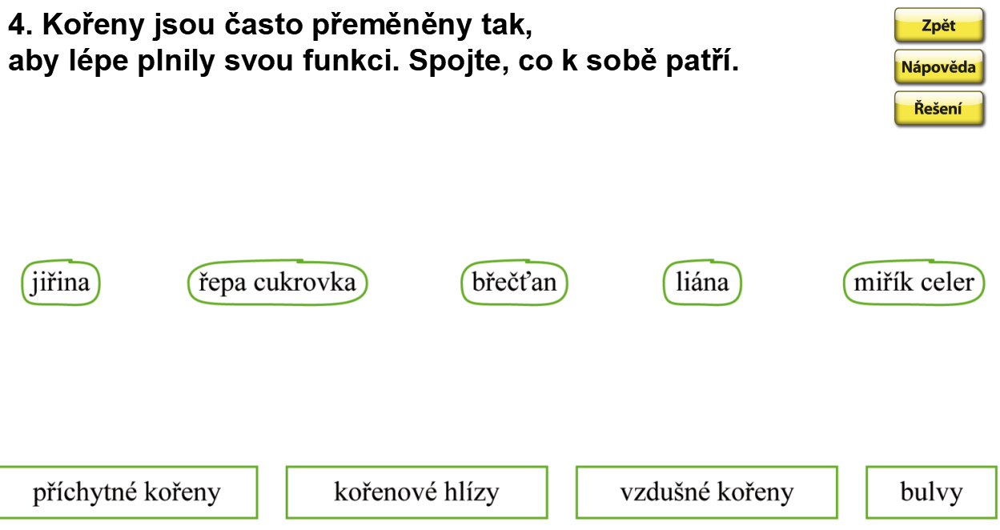 4. Kořeny jsou často přeměněny tak,
aby lépe plnily svou funkci. Spojte, co k sobě patří.
Zpět
Nápověda
Řešení
jiřina
řepa cukrovka
břečťan
liána
miřík celer
příchytné kořeny
kořenové hlízy
vzdušné kořeny
bulvy